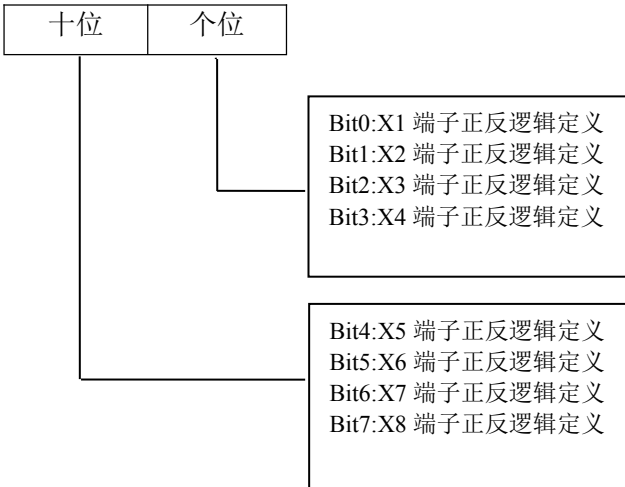 十位 个位
Bit0:X1 端子正反逻辑定义
Bit1:X2 端子正反逻辑定义
Bit2:X3 端子正反逻辑定义
Bit3:X4 端子正反逻辑定义
Bit4:X5 端子正反逻辑定义
Bit5:X6 端子正反逻辑定义
Bit6:X7 端子正反逻辑定义
Bit7:X8 端子正反逻辑定义